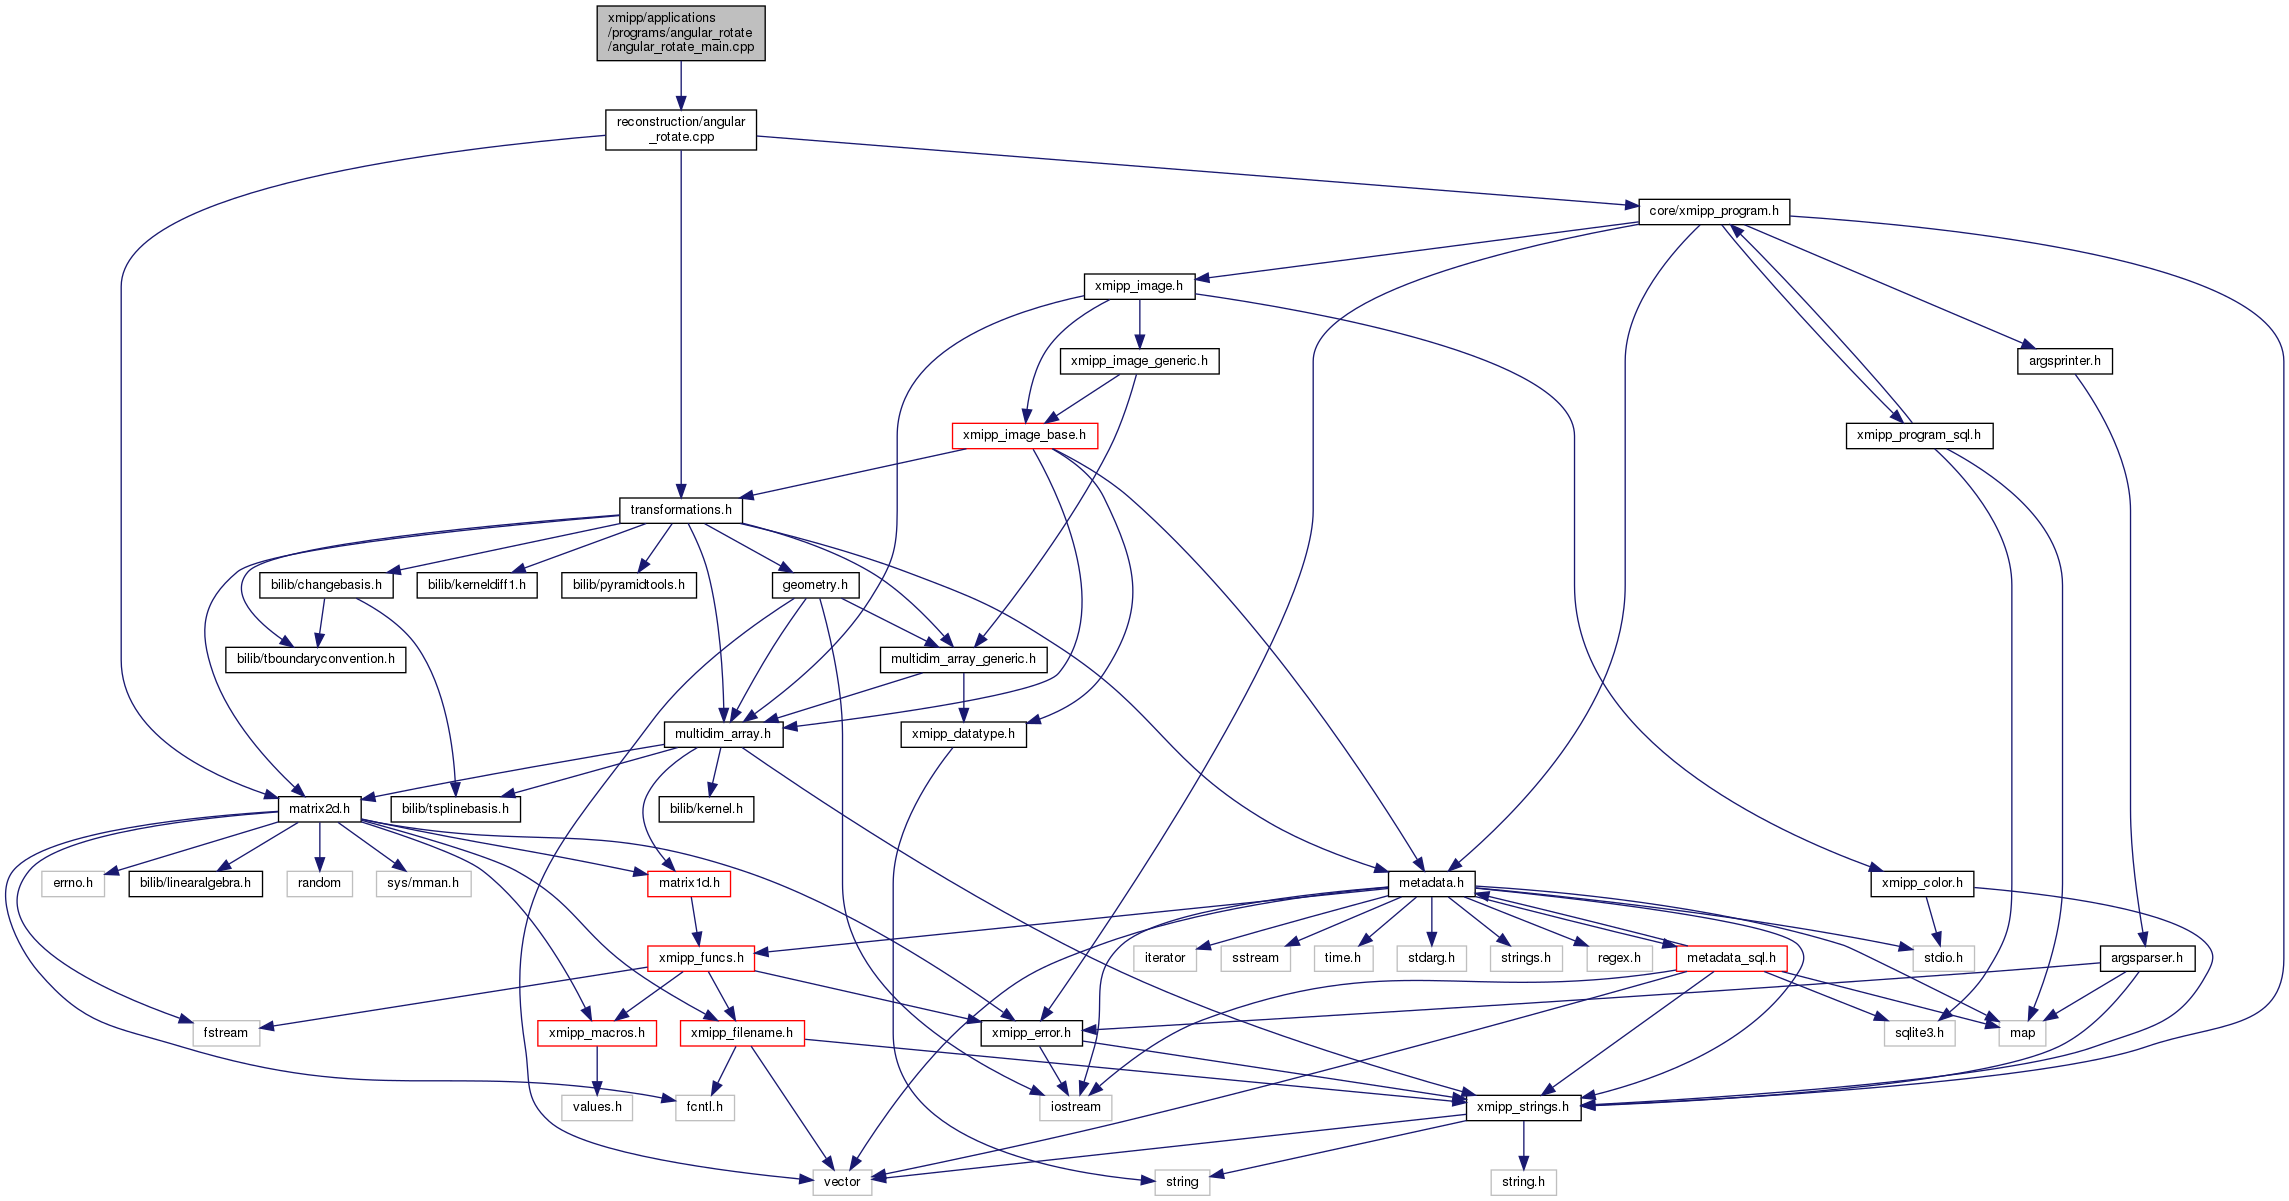 xmipp/applications
/programs/angular_rotate
/angular_rotate_main.cpp
reconstruction/angular
_rotate.cpp
core/xmipp_program.h
xmipp_image.h
xmipp_image_generic.h
argsprinter.h
xmipp_image_base.h
xmipp_program_sql.h
transformations.h
bilib/changebasis.h
bilib/kerneldiff1.h
bilib/pyramidtools.h
geometry.h
bilib/tboundaryconvention.h
multidim_array_generic.h
multidim_array.h
xmipp_datatype.h
matrix2d.h
bilib/tsplinebasis.h
bilib/kernel.h
errno.h
bilib/linearalgebra.h
random
sys/mman.h
matrix1d.h
metadata.h
xmipp_color.h
xmipp_funcs.h
iterator
sstream
time.h
stdarg.h
strings.h
regex.h
metadata_sql.h
stdio.h
argsparser.h
fstream
xmipp_macros.h
xmipp_filename.h
xmipp_error.h
sqlite3.h
map
values.h
fcntl.h
iostream
xmipp_strings.h
vector
string
string.h